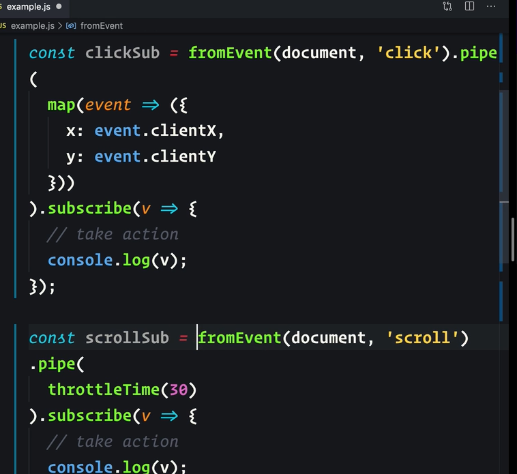 JS example.js
JS example.js > fromEvent
const clickSub = fromEvent(document, 'click').pipe
(
map(event => ({
x: event.clientX,
y: event.clientY
}))
).subscribe(v => {
// take action
console.log(v);
});
const scrollSub = fromEvent(document, 'scroll')
.pipe(
throttleTime(30)
).subscribe(v => {
// take action
console.log(v);